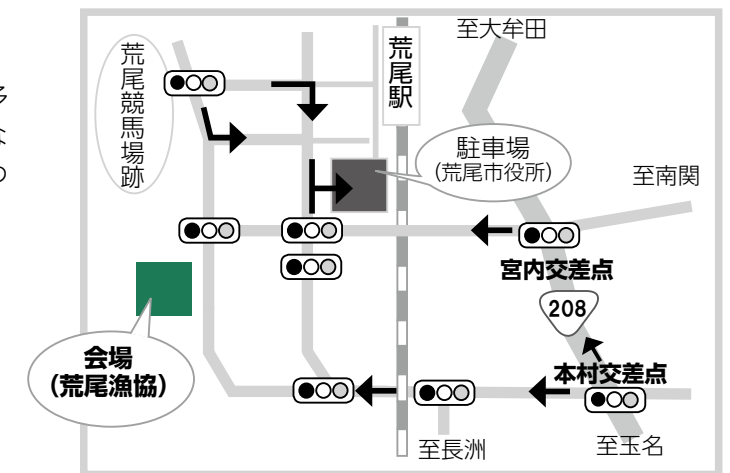 至大牟田
荒尾競馬場跡
荒尾駅
駐車場
(荒尾市役所)
至南関
宮内交差点
208
会場
(荒尾漁協)
本村交差点
至長洲
至玉名